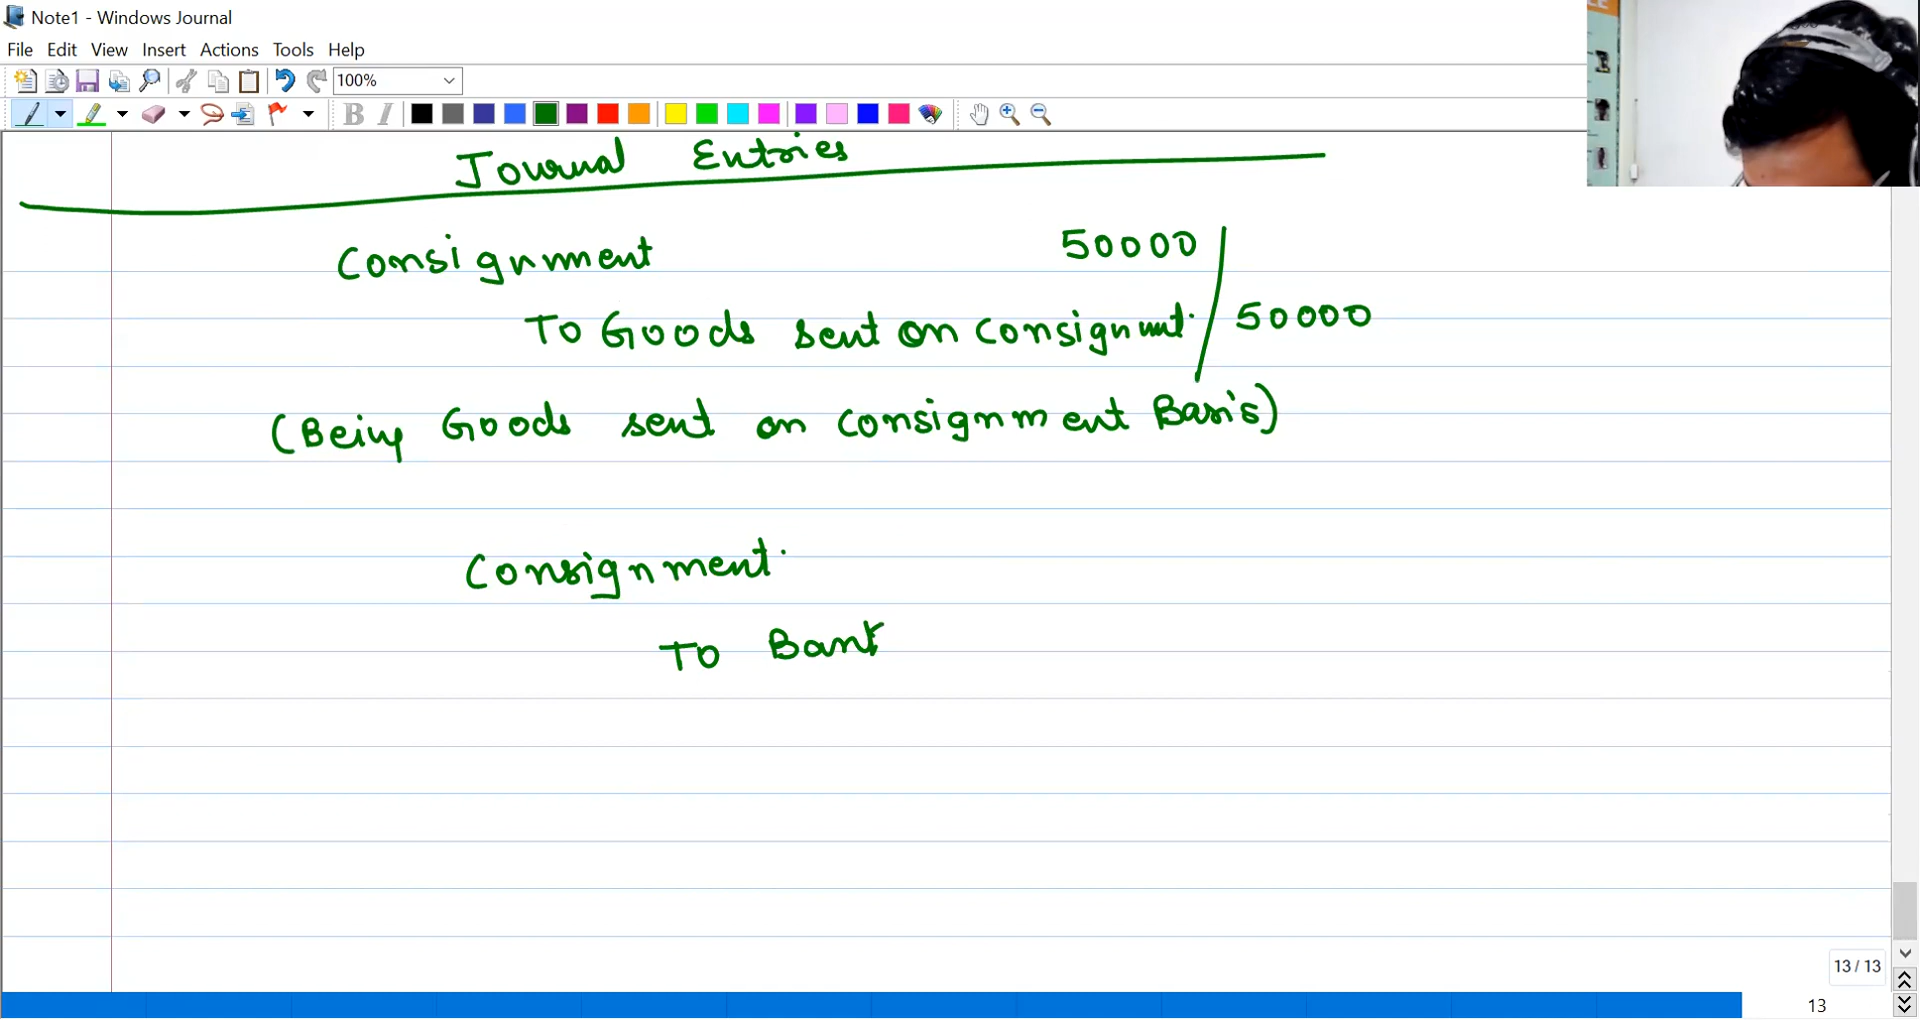 Note1 - Windows Journal
File Edit View Insert Actions Tools Help
100%
B I
Journal Entries
Consignment 50000
To Goods sent on Consignment 50000
(Being Goods sent on consignment Basis)
Consignment
To Bank
13 / 13
13